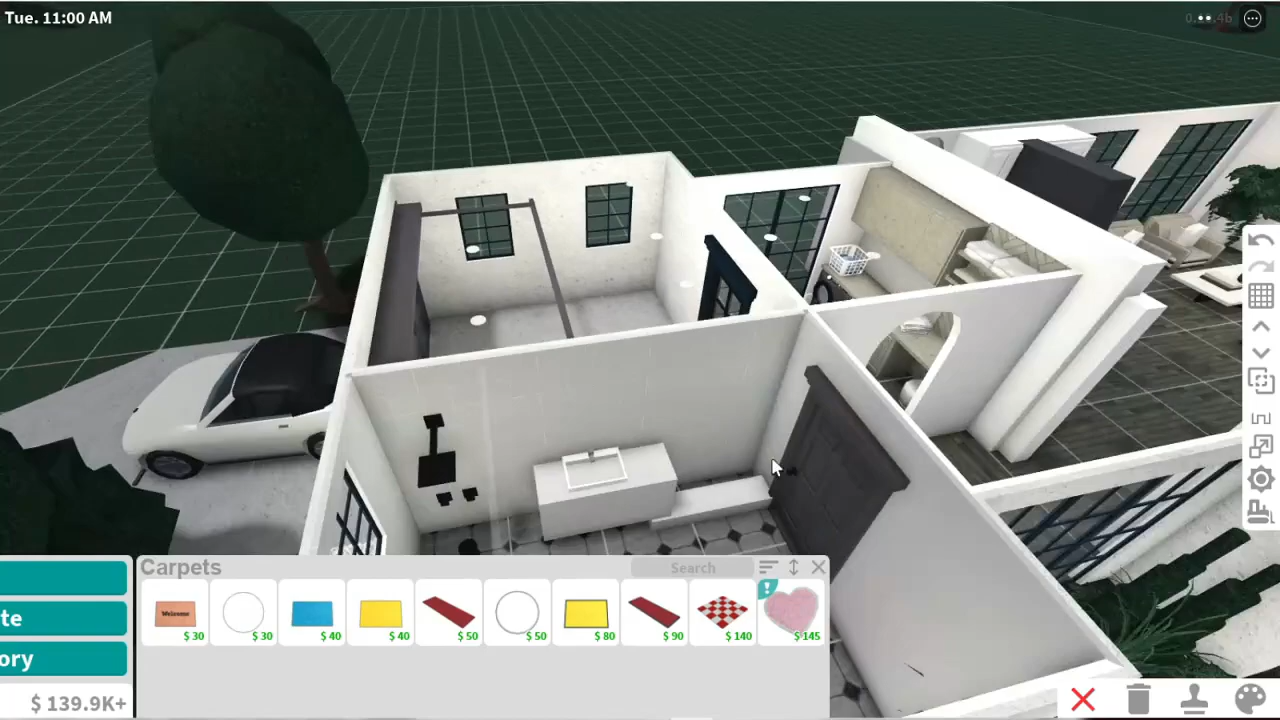 Tue. 11:00 AM
Carpets
Search
Welcome
$ 30
$ 30
$ 40
$ 40
$ 50
$ 50
$ 80
$ 90
$ 140
! $ 145
te
ory
$ 139.9K+